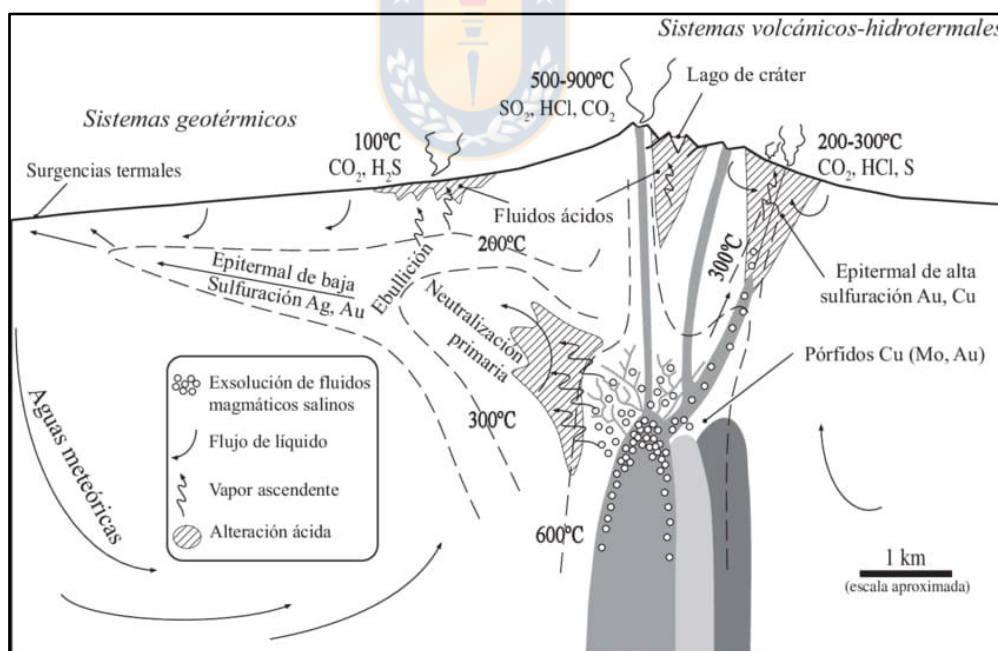 Sistemas volcánicos-hidrotermales
500-900ºC
SO2, HCl, CO2
Lago de cráter
Sistemas geotérmicos
100ºC
CO2, H2S
200-300ºC
CO2, HCl, S
Surgencias termales
Fluidos ácidos
200ºC
Epitermal de baja
Sulfuración Ag, Au
Ebullición
Neutralización
primaria
300ºC
Epitermal de alta
sulfuración Au, Cu
Pórfidos Cu (Mo, Au)
Exsolución de fluidos
magmáticos salinos
Flujo de líquido
Vapor ascendente
Alteración ácida
Aguas meteóricas
300ºC
600ºC
1 km
(escala aproximada)